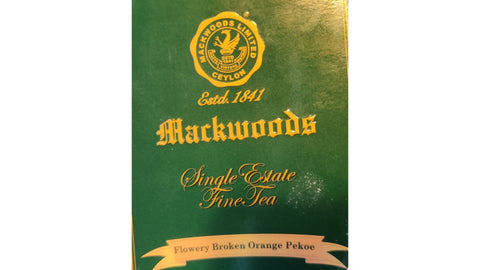 MACKWOODS LIMITED
CEYLON
Estd. 1841
Mackwoods
Single Estate
Fine Tea
Flowery Broken Orange Pekoe